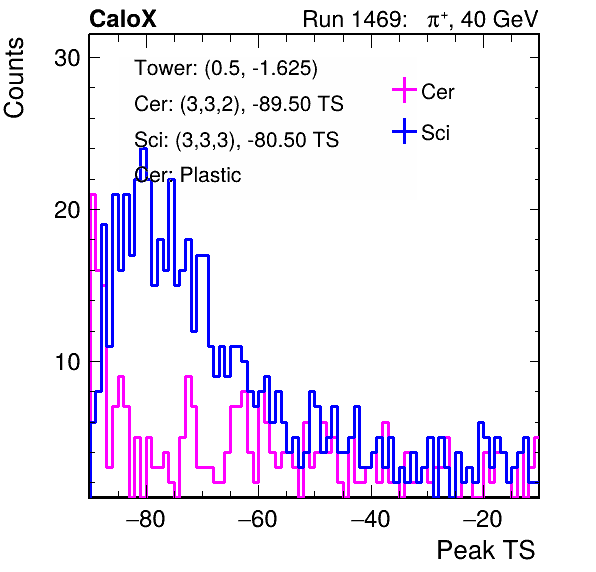 CaloX Run 1469: π⁺, 40 GeV
Counts
30
20
10
Tower: (0.5, -1.625)
Cer: (3,3,2), -89.50 TS
Sci: (3,3,3), -80.50 TS
Cer: Plastic
Cer
Sci
−80 −60 −40 −20
Peak TS